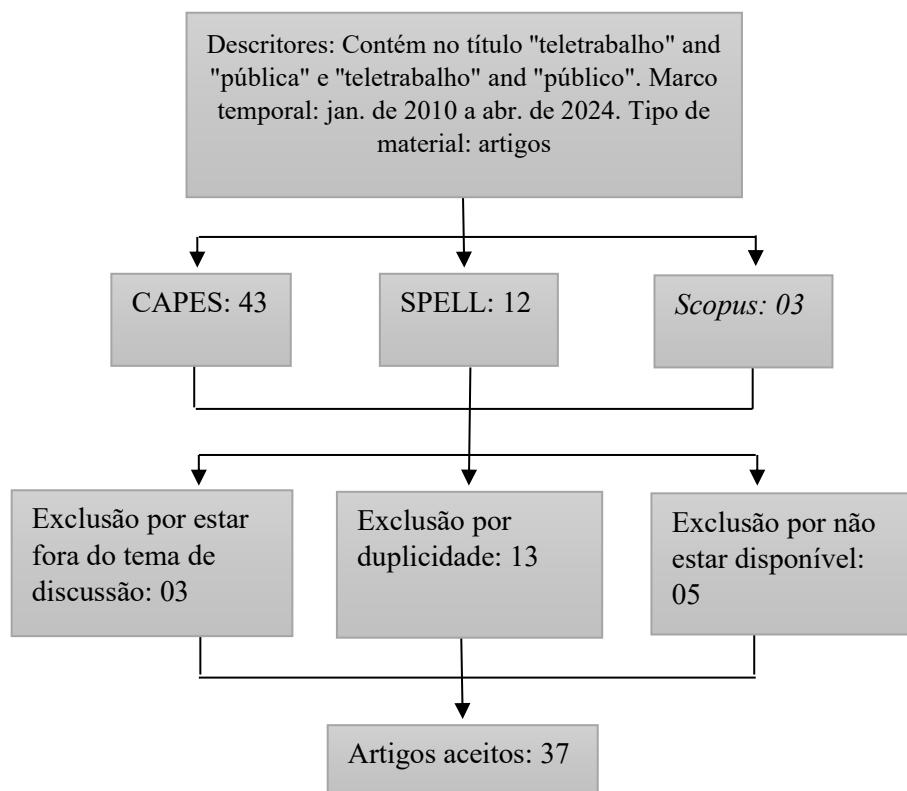 Descritores: Contém no título "teletrabalho" and
"pública" e "teletrabalho" and "público". Marco
temporal: jan. de 2010 a abr. de 2024. Tipo de
material: artigos
CAPES: 43
SPELL: 12
Scopus: 03
Exclusão por estar
fora do tema de
discussão: 03
Exclusão por
duplicidade: 13
Exclusão por não
estar disponível:
05
Artigos aceitos: 37